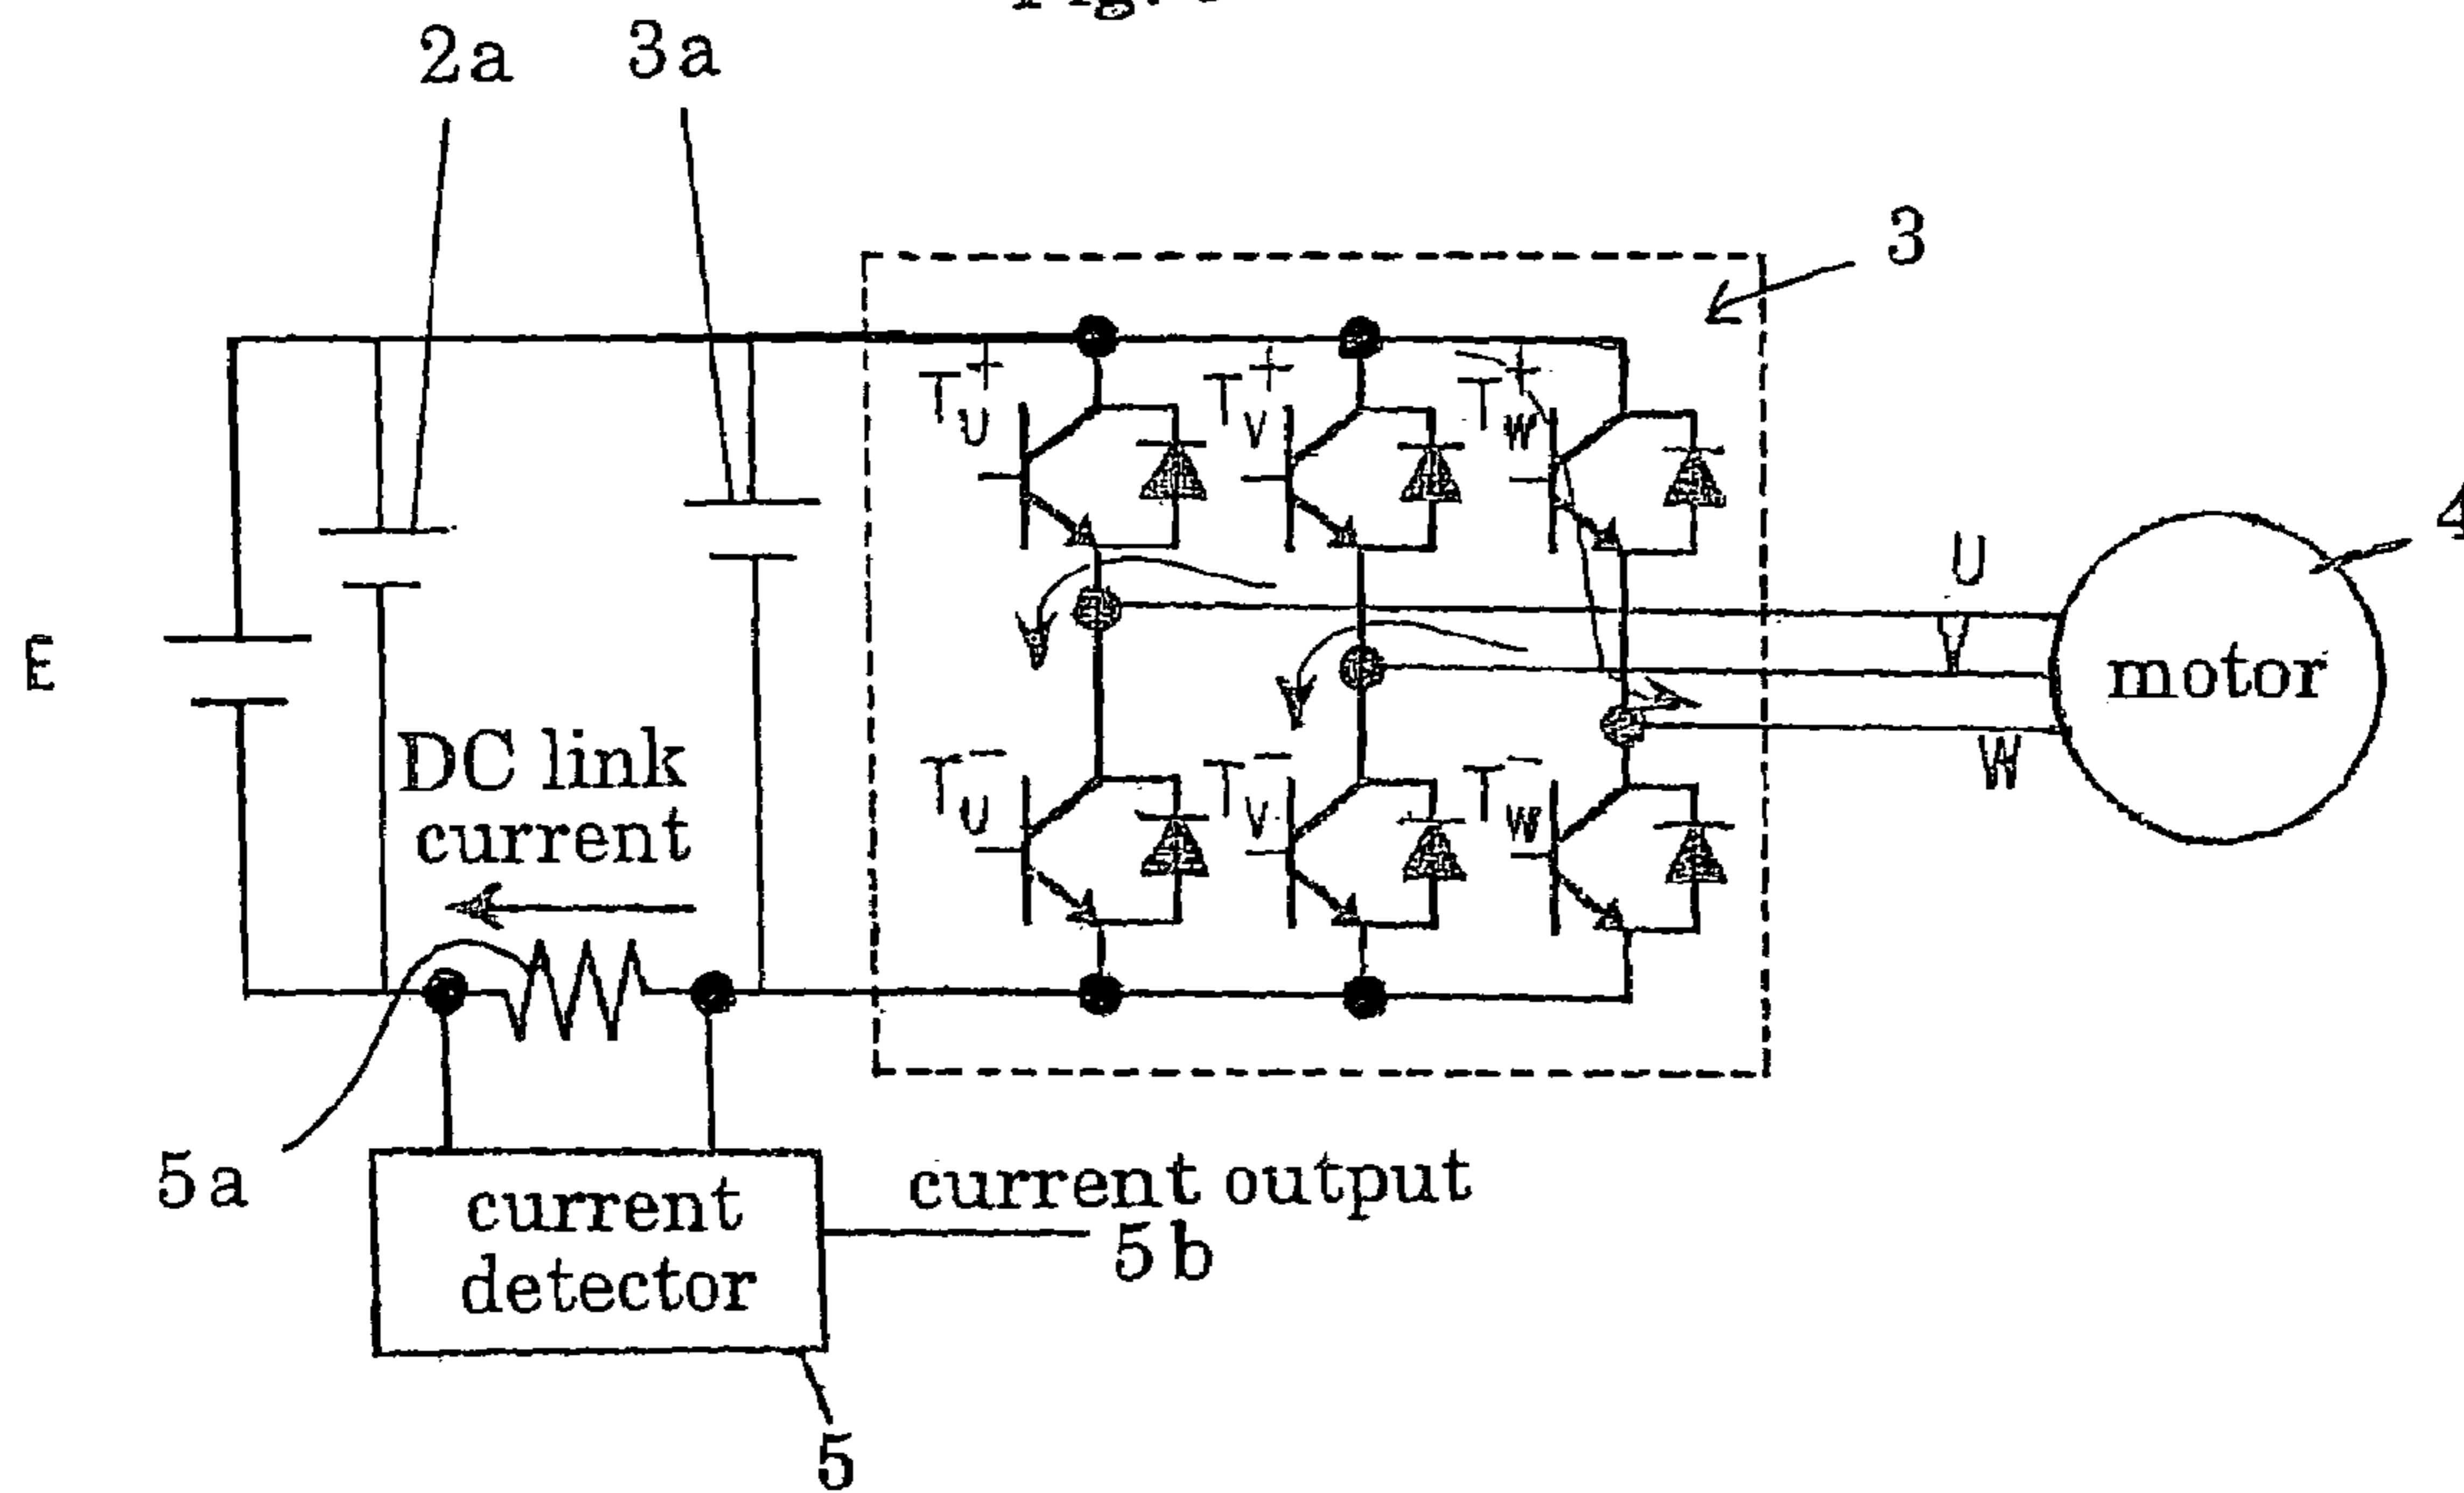 2a
3a
3
T+U
T+V
T+W
U
4
V
motor
E
W
DC link
current
T-U
T-V
T-W
5a
current
detector
current output
5b
5